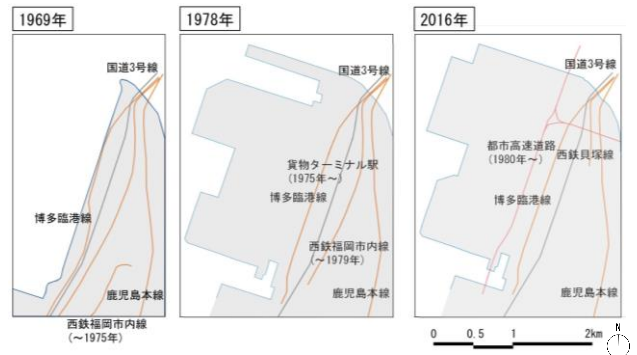 1969年
国道3号線
博多臨港線
鹿児島本線
西鉄福岡市内線
(～1975年)
1978年
国道3号線
貨物ターミナル駅
(1975年～)
博多臨港線
西鉄福岡市内線
(～1979年)
鹿児島本線
2016年
国道3号線
都市高速道路
(1980年～)
西鉄貝塚線
博多臨港線
鹿児島本線
0 0.5 1 2km
N